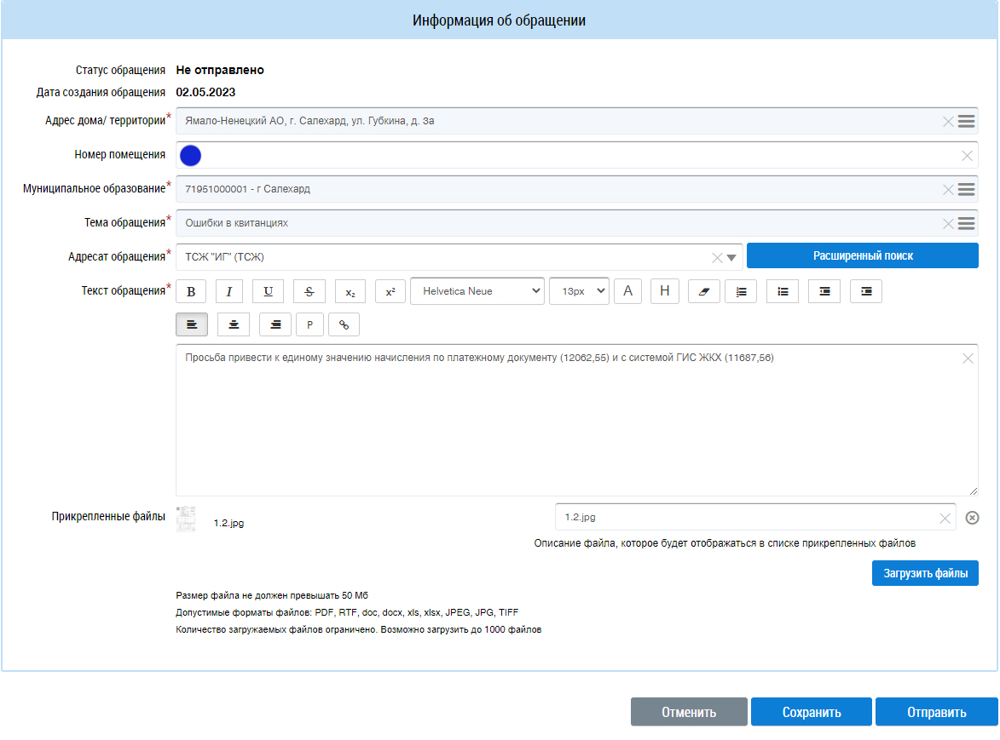 Информация об обращении
Статус обращения Не отправлено
Дата создания обращения 02.05.2023
Адрес дома/ территории* Ямало-Ненецкий АО, г. Салехард, ул. Губкина, д. 3а
Номер помещения
Муниципальное образование* 71951000001 - г Салехард
Тема обращения* Ошибки в квитанциях
Адресат обращения* ТСЖ "ИГ" (ТСЖ) Расширенный поиск
Текст обращения* B I U S x₂ x² Helvetica Neue 13px A H
P
Просьба привести к единому значению начисления по платежному документу (12062,55) и с системой ГИС ЖКХ (11687,56)
Прикрепленные файлы 1.2.jpg 1.2.jpg
Описание файла, которое будет отображаться в списке прикрепленных файлов
Загрузить файлы
Размер файла не должен превышать 50 Мб
Допустимые форматы файлов: PDF, RTF, doc, docx, xls, xlsx, JPEG, JPG, TIFF
Количество загружаемых файлов ограничено. Возможно загрузить до 1000 файлов
Отменить Сохранить Отправить